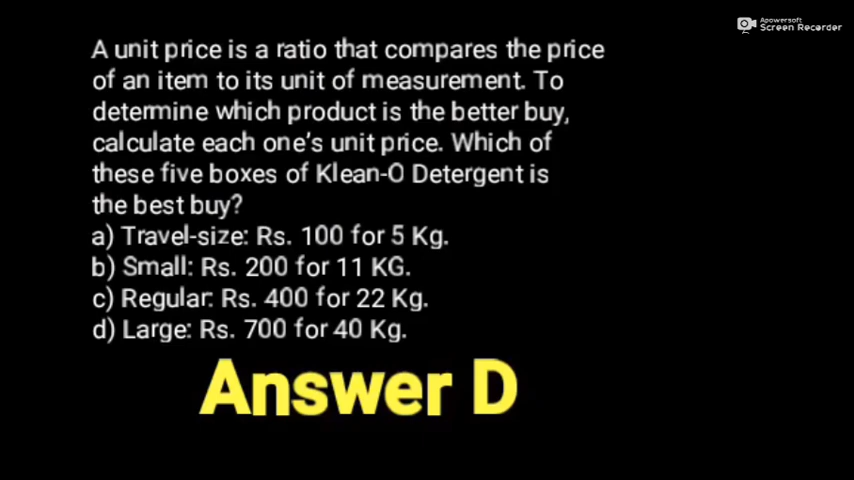 Apowersoft
Screen Recorder
A unit price is a ratio that compares the price
of an item to its unit of measurement. To
determine which product is the better buy,
calculate each one's unit price. Which of
these five boxes of Klean-O Detergent is
the best buy?
a) Travel-size: Rs. 100 for 5 Kg.
b) Small: Rs. 200 for 11 KG.
c) Regular: Rs. 400 for 22 Kg.
d) Large: Rs. 700 for 40 Kg.
Answer D